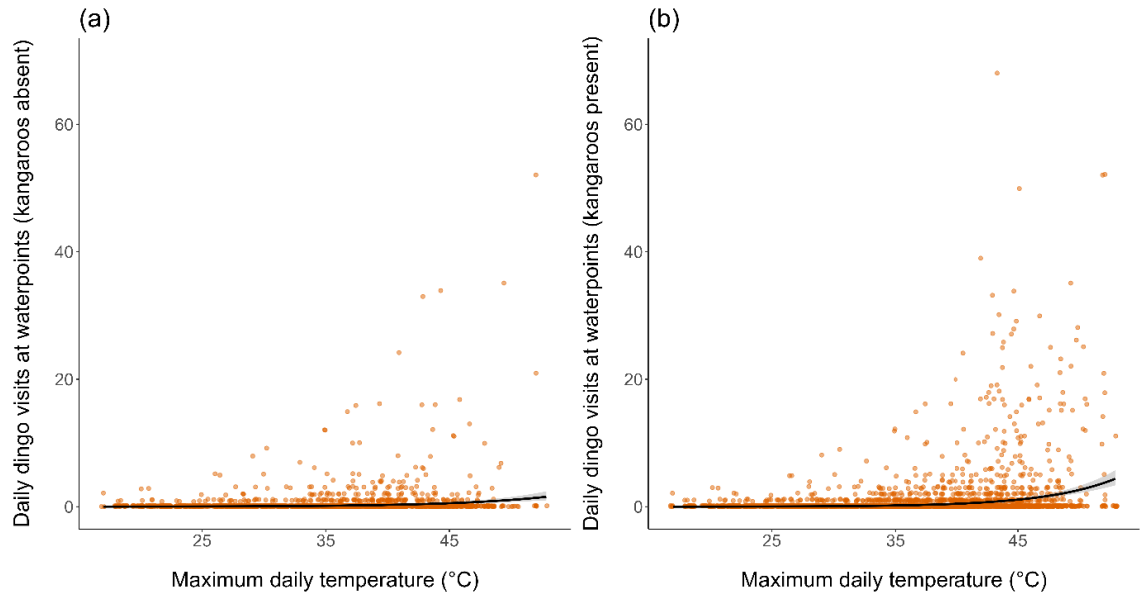 (a)
Daily dingo visits at waterpoints (kangaroos absent)
60
40
20
0
25
35
45
Maximum daily temperature (°C)
(b)
Daily dingo visits at waterpoints (kangaroos present)
60
40
20
0
25
35
45
Maximum daily temperature (°C)